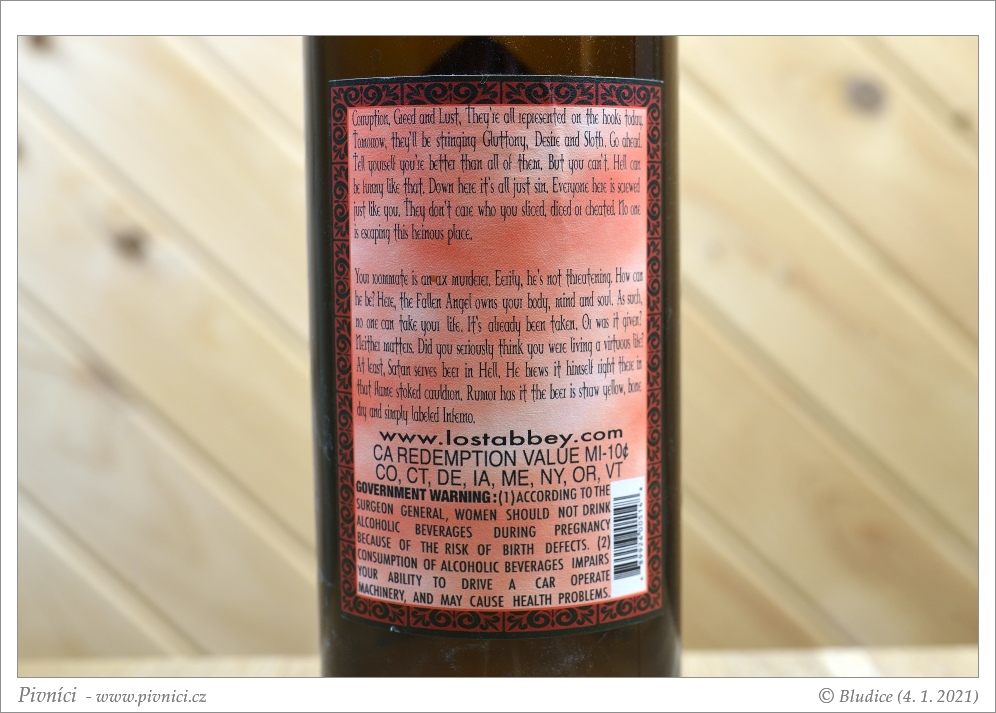 Corruption, Greed and Lust, They're all represented on the hooks today.
Tomorrow, they'll be stringing Gluttony, Desire and Sloth. Go ahead.
Tell yourself you're better than all of them. But you can't. Hell can
be funny like that. Down here it's all just sin. Everyone here is screwed
just like you. They don't care who you sliced, diced or cheated. No one
is escaping this heinous place.
Your roommate is an ax murderer. Eerily, he's not threatening. How can
he be? Here, the Fallen Angel owns your body, mind and soul. As such,
no one can take your life. It's already been taken. Or was it given?
Neither matters. Did you seriously think you were living a virtuous life?
At least, Satan serves beer in Hell. He brews it himself right there in
that flame stoked cauldron. Rumor has it the beer is straw yellow, bone
dry, and simply labeled Inferno.
www.lostabbey.com
CA REDEMPTION VALUE MI-10¢
CO, CT, DE, IA, ME, NY, OR, VT
GOVERNMENT WARNING: (1) ACCORDING TO THE
SURGEON GENERAL, WOMEN SHOULD NOT DRINK
ALCOHOLIC BEVERAGES DURING PREGNANCY
BECAUSE OF THE RISK OF BIRTH DEFECTS. (2)
CONSUMPTION OF ALCOHOLIC BEVERAGES IMPAIRS
YOUR ABILITY TO DRIVE A CAR OPERATE
MACHINERY, AND MAY CAUSE HEALTH PROBLEMS.
Pivníci - www.pivnici.cz
© Bludice (4. 1. 2021)